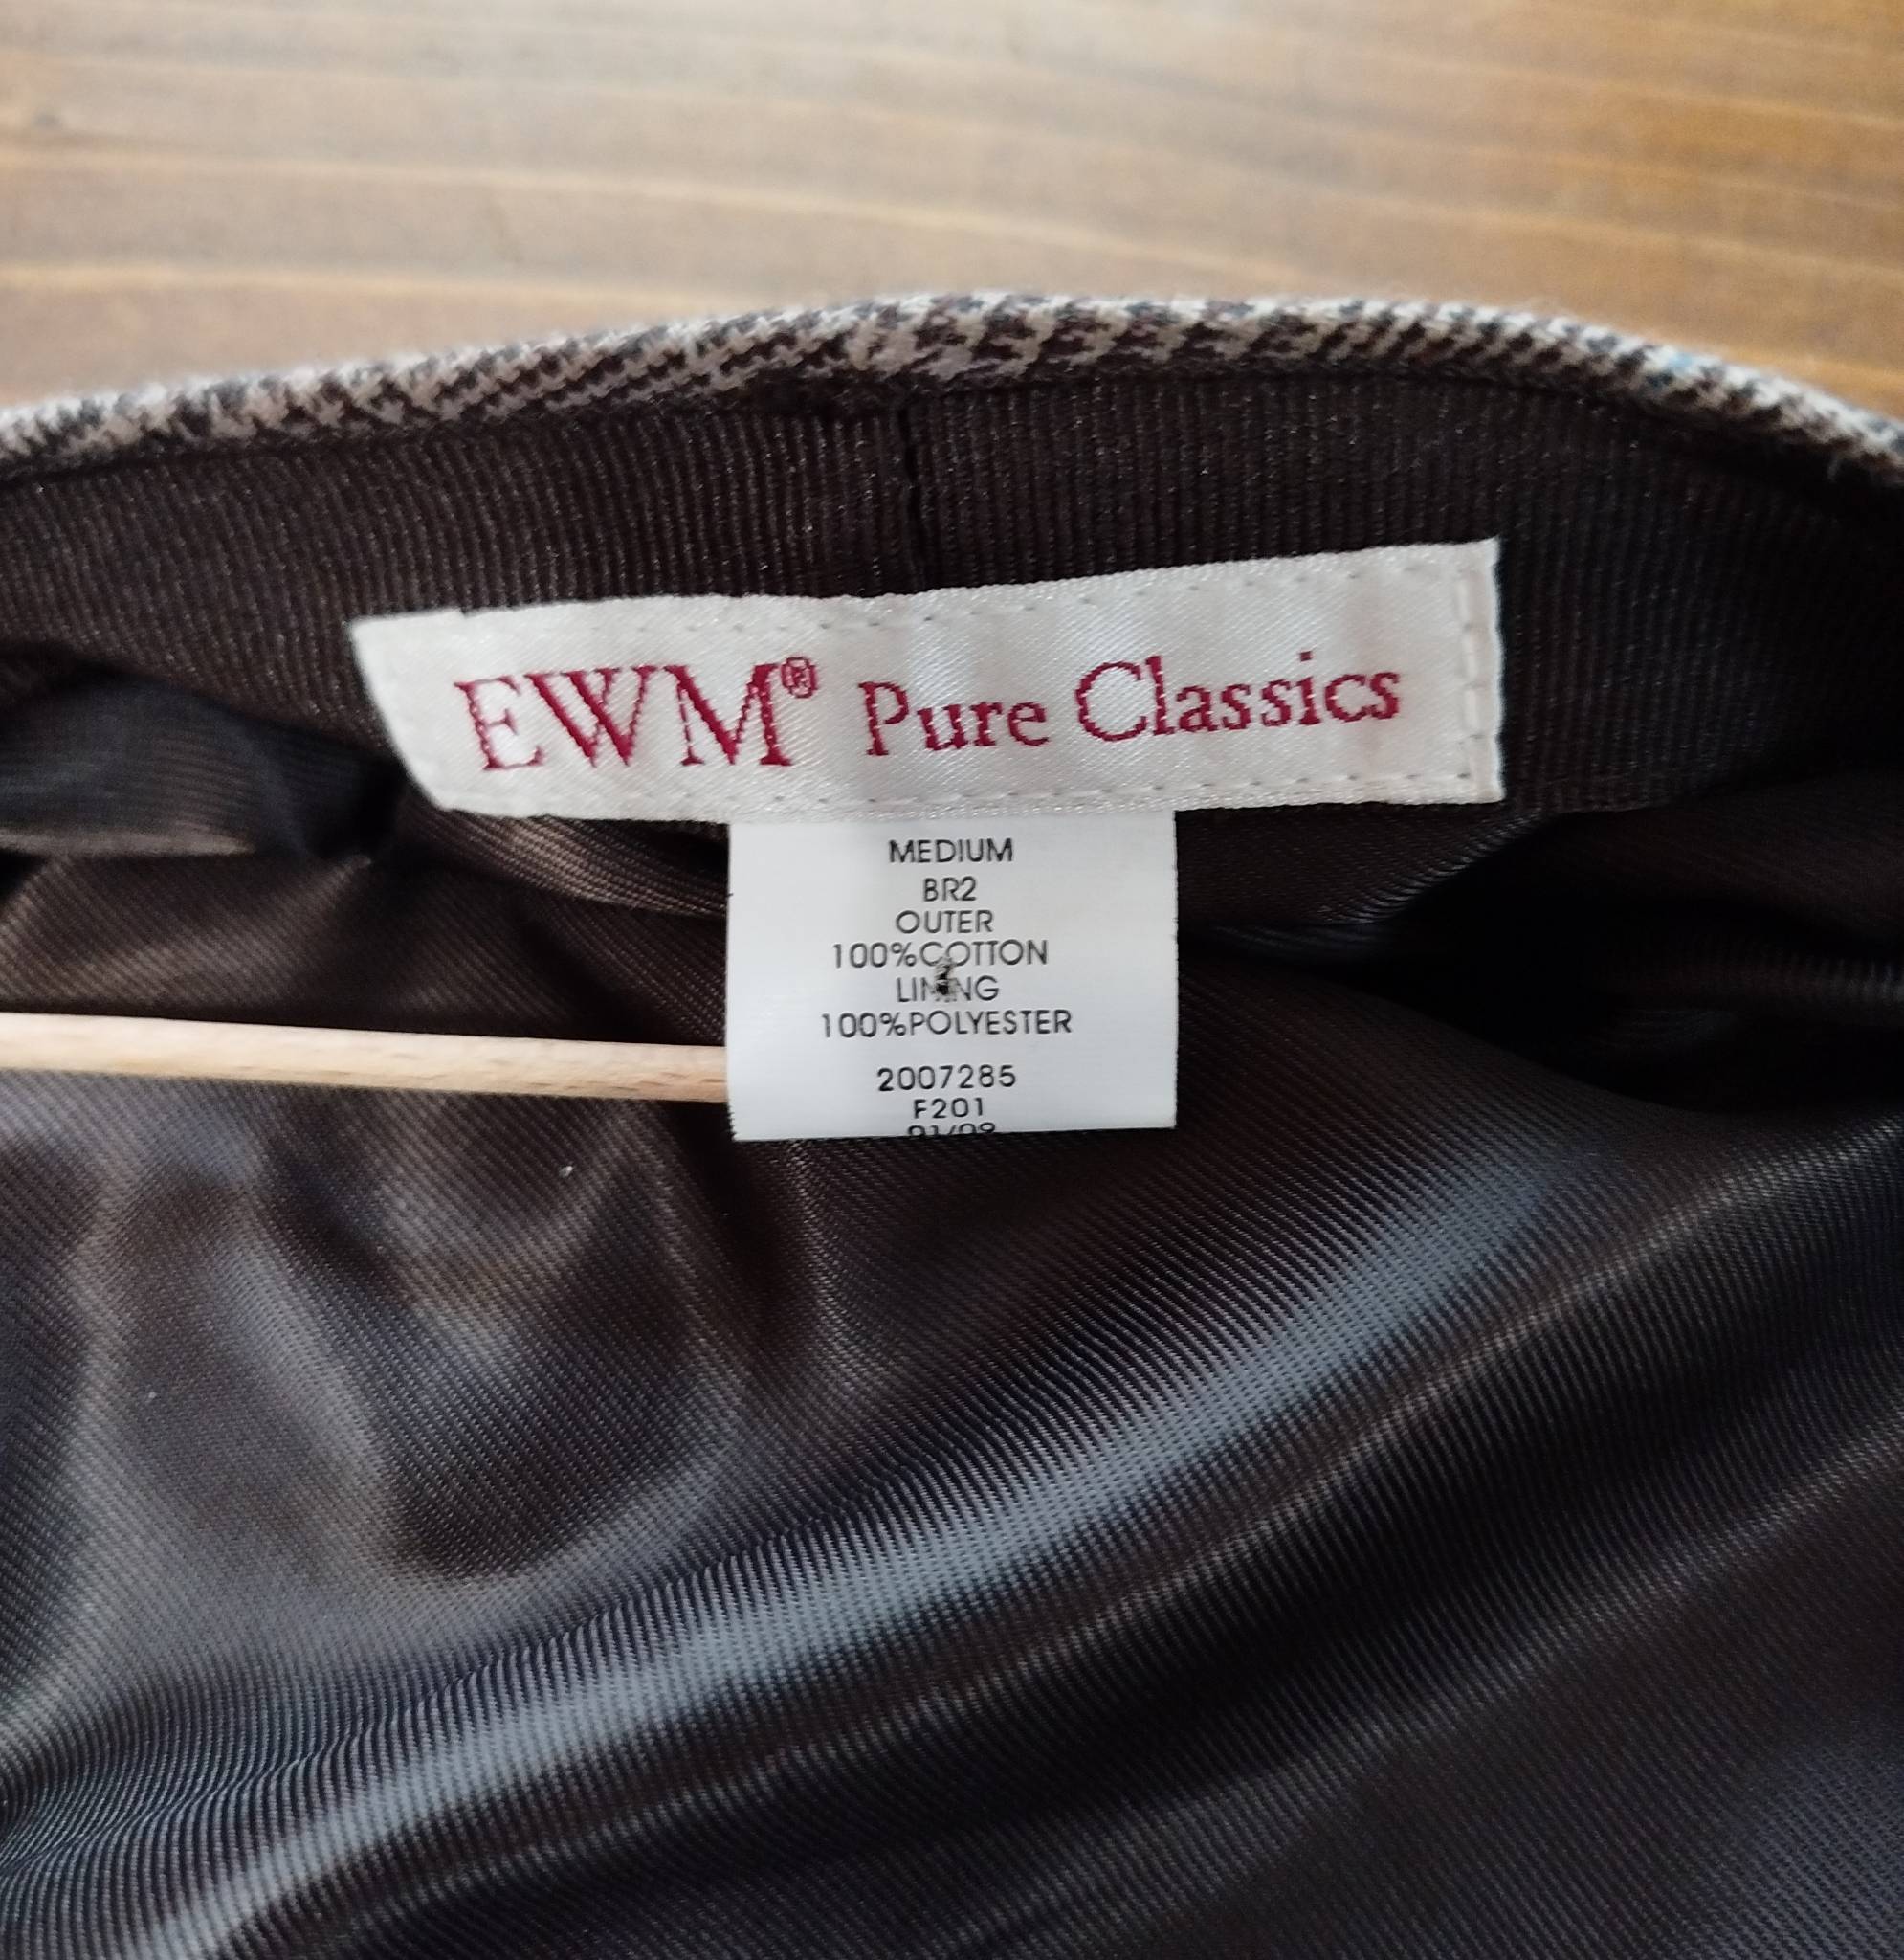 EWM® Pure Classics
MEDIUM
BR2
OUTER
100%COTTON
LINING
100%POLYESTER
2007285
F201